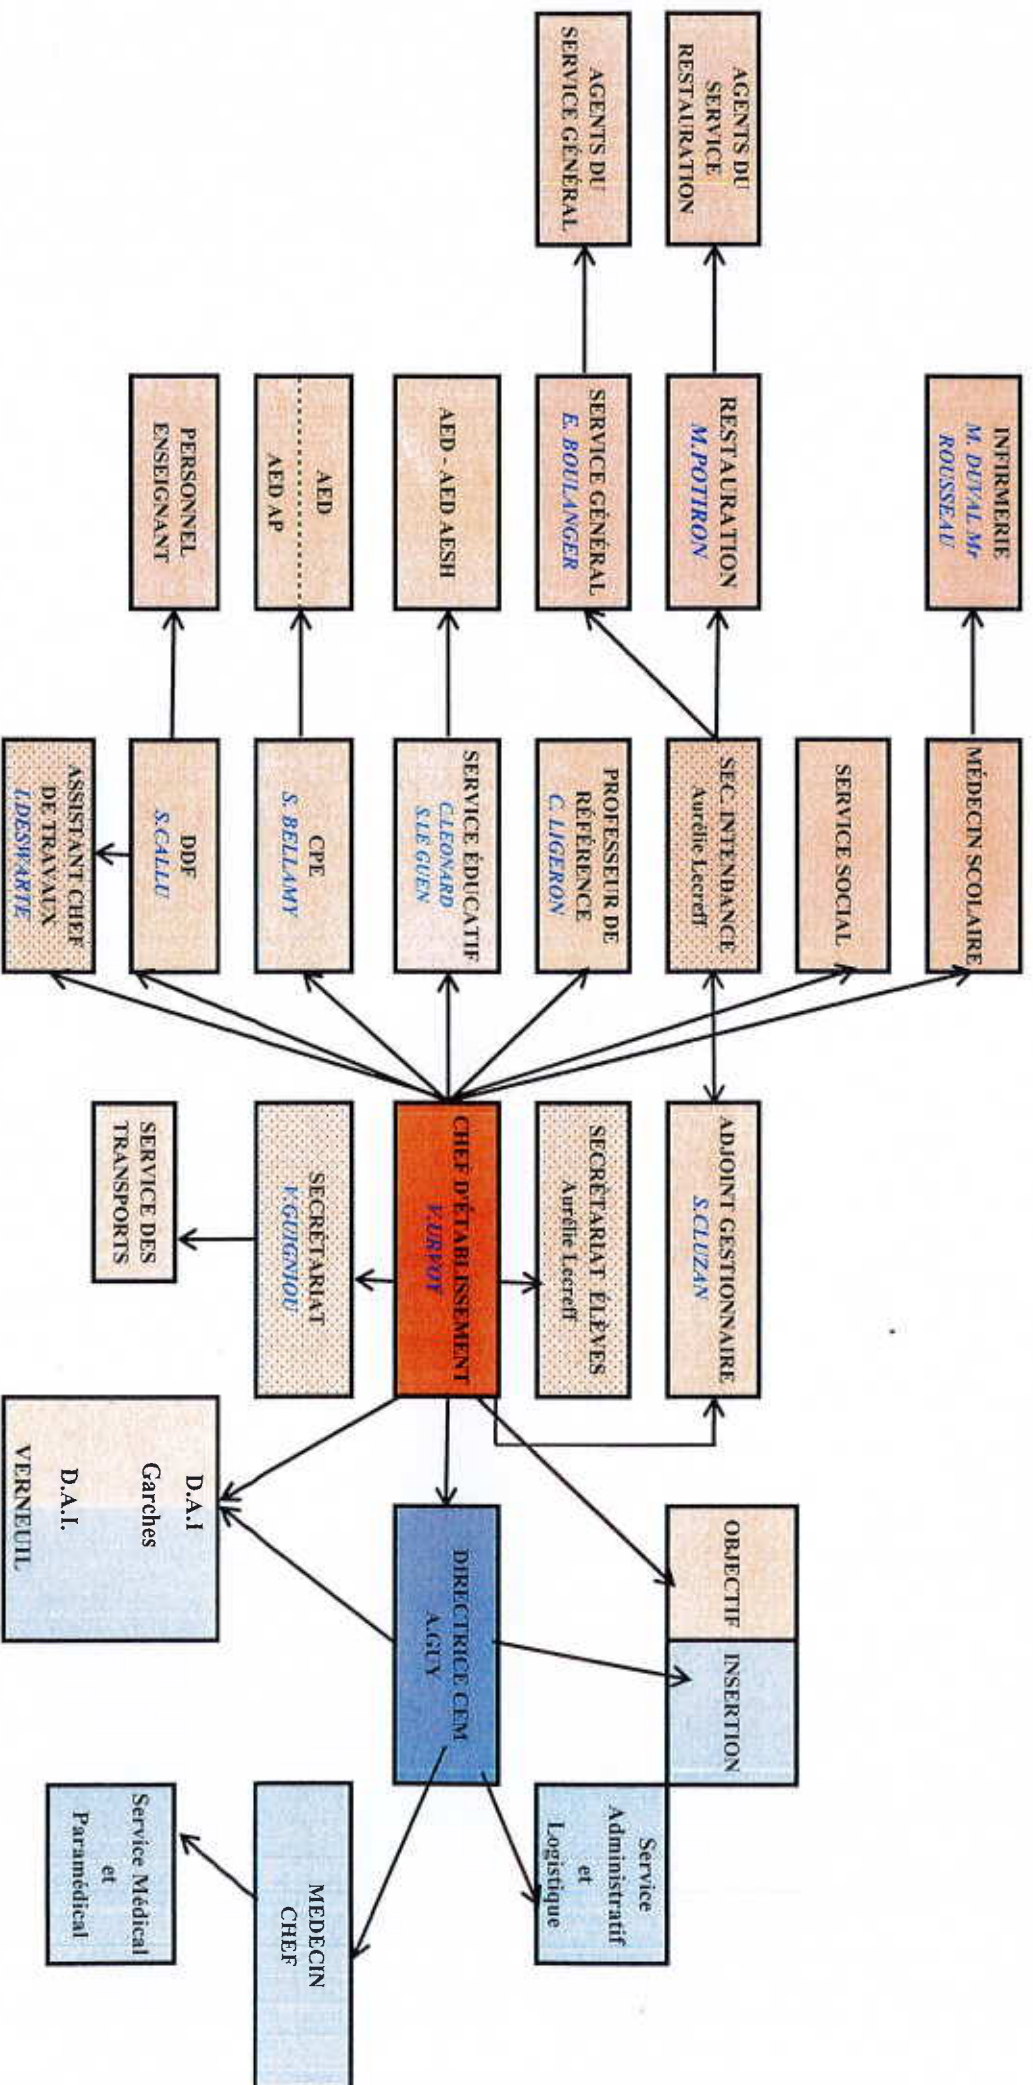 INFIRMERIE
M. DUVAL Mr
ROUSSEAU
MÉDECIN SCOLAIRE
SERVICE SOCIAL
AGENTS DU
SERVICE
RESTAURATION
RESTAURATION
M.POTIRON
SEC. INTENDANCE
Aurélie Lecreff
ADJOINT GESTIONNAIRE
S.CLUZAN
OBJECTIF
INSERTION
AGENTS DU
SERVICE GÉNÉRAL
SERVICE GÉNÉRAL
E. BOULANGER
PROFESSEUR DE
RÉFÉRENCE
C. LIGERON
SECRÉTARIAT ÉLÈVES
Aurélie Lecreff
Service
Administratif
et
Logistique
AED - AED AESH
SERVICE ÉDUCATIF
C.LEONARD
S.LE GUEN
CHEF D'ÉTABLISSEMENT
V.URVOY
DIRECTRICE CEM
A.GUY
AED
AED AP
CPE
S. BELLAMY
SECRÉTARIAT
V.GUIGNIOU
MEDECIN
CHEF
PERSONNEL
ENSEIGNANT
DDF
S.CALLU
SERVICE DES
TRANSPORTS
D.A.I
Garches
D.A.I.
VERNEUIL
Service Médical
et
Paramédical
ASSISTANT CHEF
DE TRAVAUX
I.DESWARTE